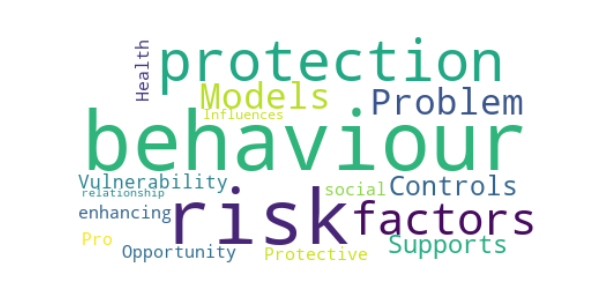 Health
protection
Models
Problem
Influences
behaviour
Vulnerability
relationship
risk
social
Controls
enhancing
factors
Pro
Opportunity
Protective
Supports